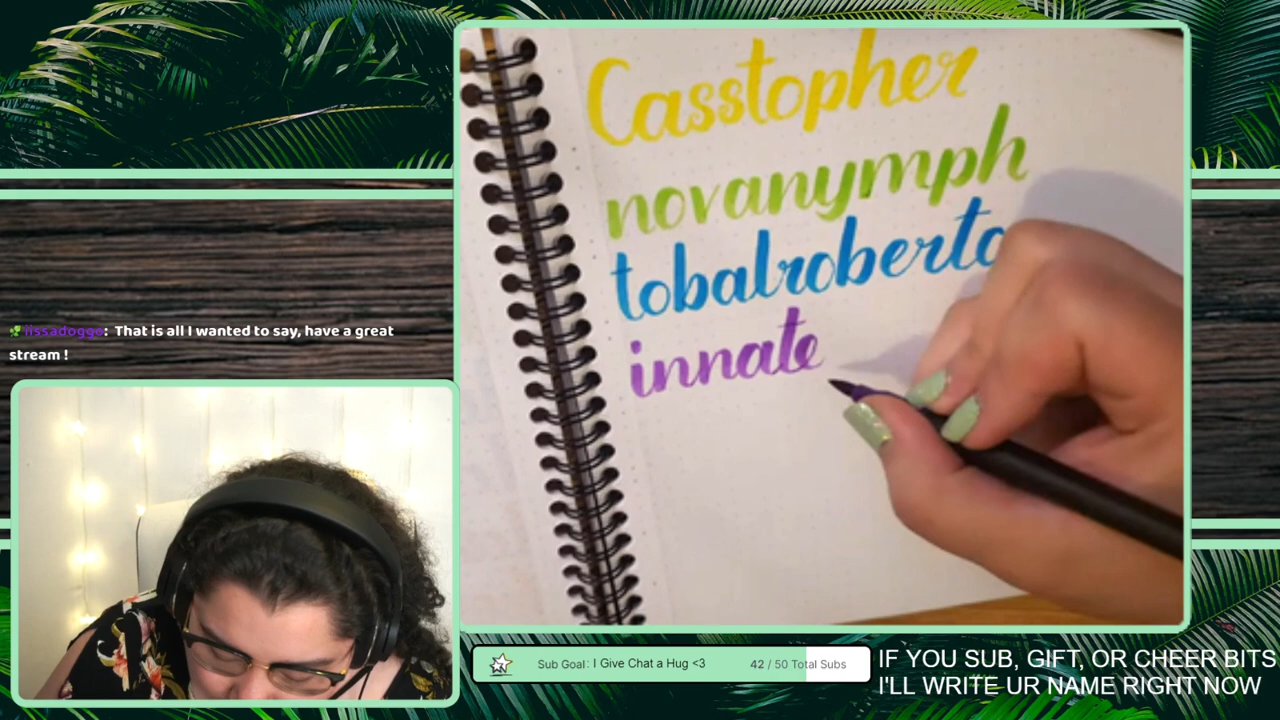 Casstopher
novanymph
tobalroberto
innate
lissadoggo: That is all I wanted to say, have a great
stream !
Sub Goal: I Give Chat a Hug <3 42 / 50 Total Subs
IF YOU SUB, GIFT, OR CHEER BITS
I'LL WRITE UR NAME RIGHT NOW